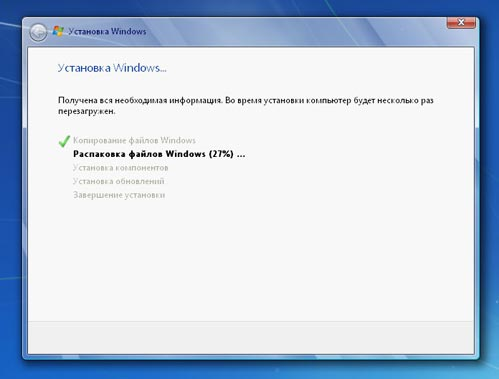 Установка Windows
Установка Windows...
Получена вся необходимая информация. Во время установки компьютер будет несколько раз
перезагружен.
Копирование файлов Windows
Распаковка файлов Windows (27%) ...
Установка компонентов
Установка обновлений
Завершение установки